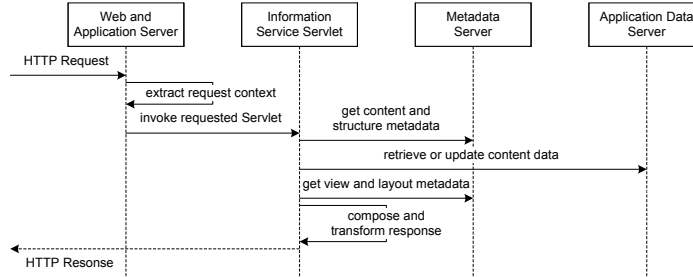 Web and
Application Server
Information
Service Servlet
Metadata
Server
Application Data
Server
HTTP Request
extract request context
invoke requested Servlet
get content and
structure metadata
retrieve or update content data
get view and layout metadata
compose and
transform response
HTTP Resonse